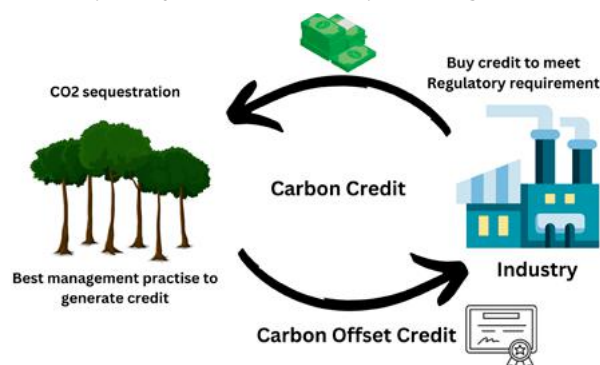 Buy credit to meet
Regulatory requirement
CO2 sequestration
Carbon Credit
Best management practise to
generate credit
Industry
Carbon Offset Credit